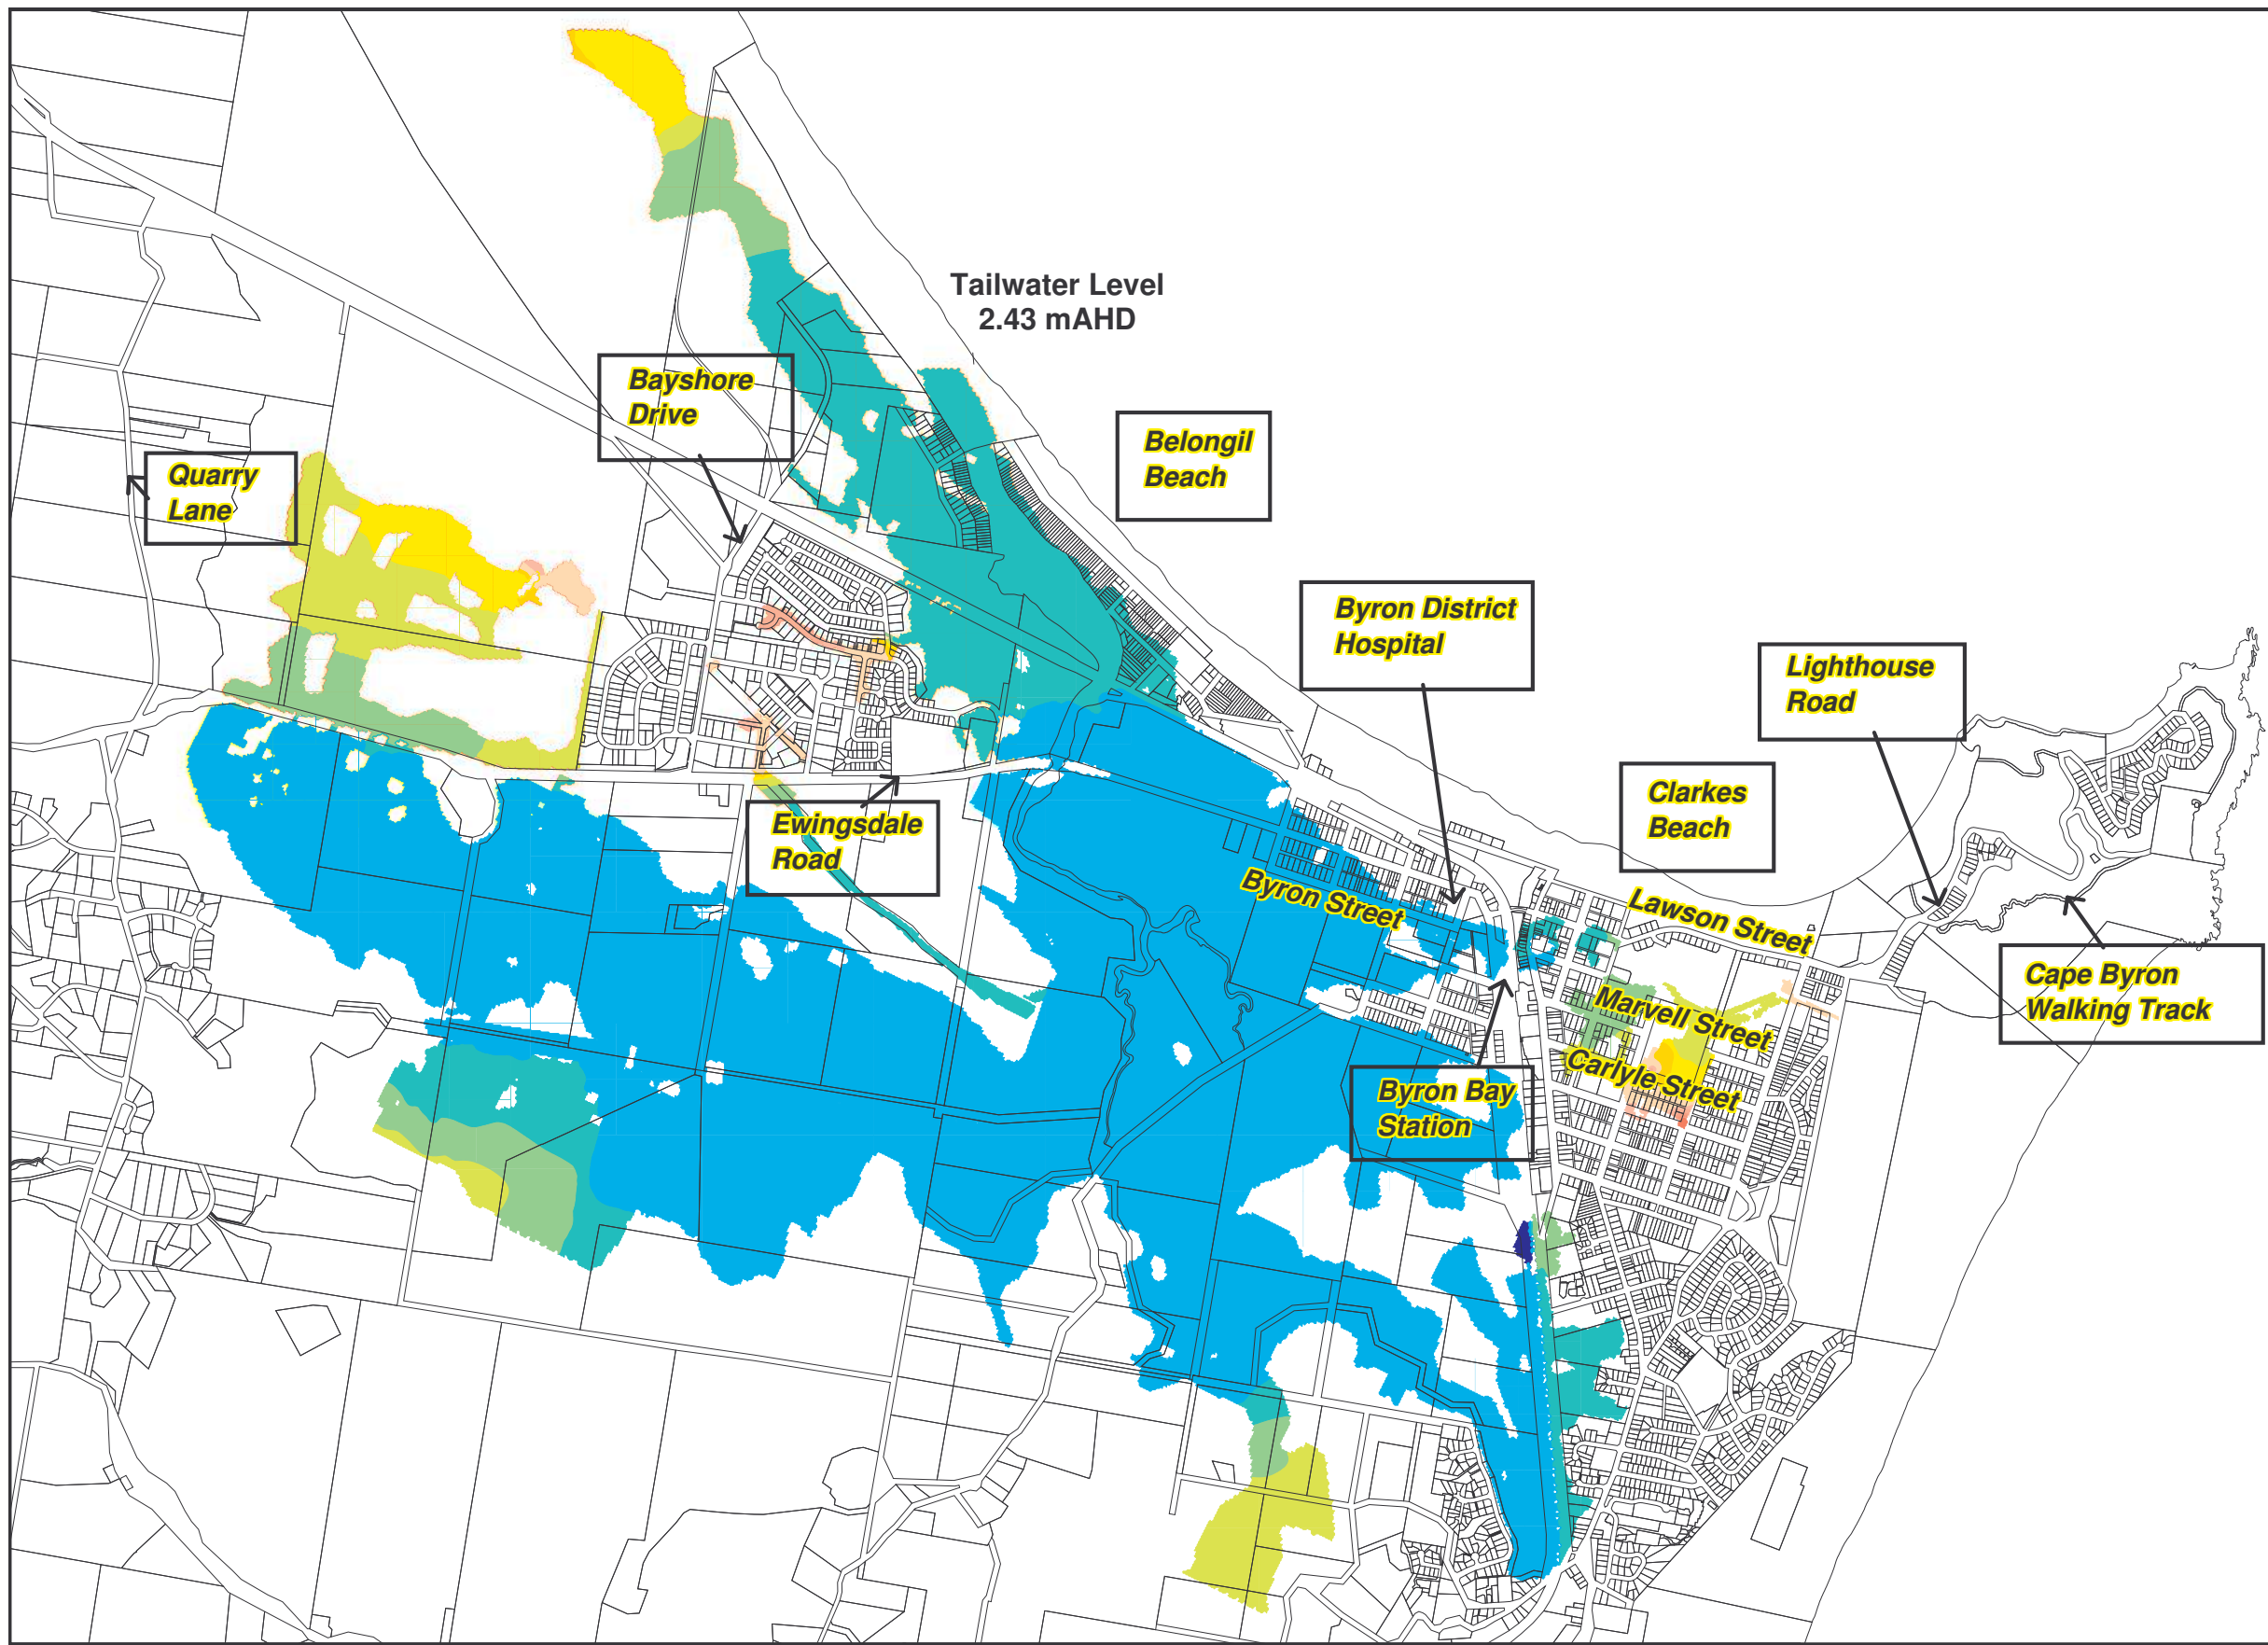 Tailwater Level
2.43 mAHD
Bayshore
Drive
Belongil
Beach
Quarry
Lane
Byron District
Hospital
Lighthouse
Road
Clarkes
Beach
Ewingsdale
Road
Byron Street
Lawson Street
Cape Byron
Walking Track
Marvell Street
Carlyle Street
Byron Bay
Station